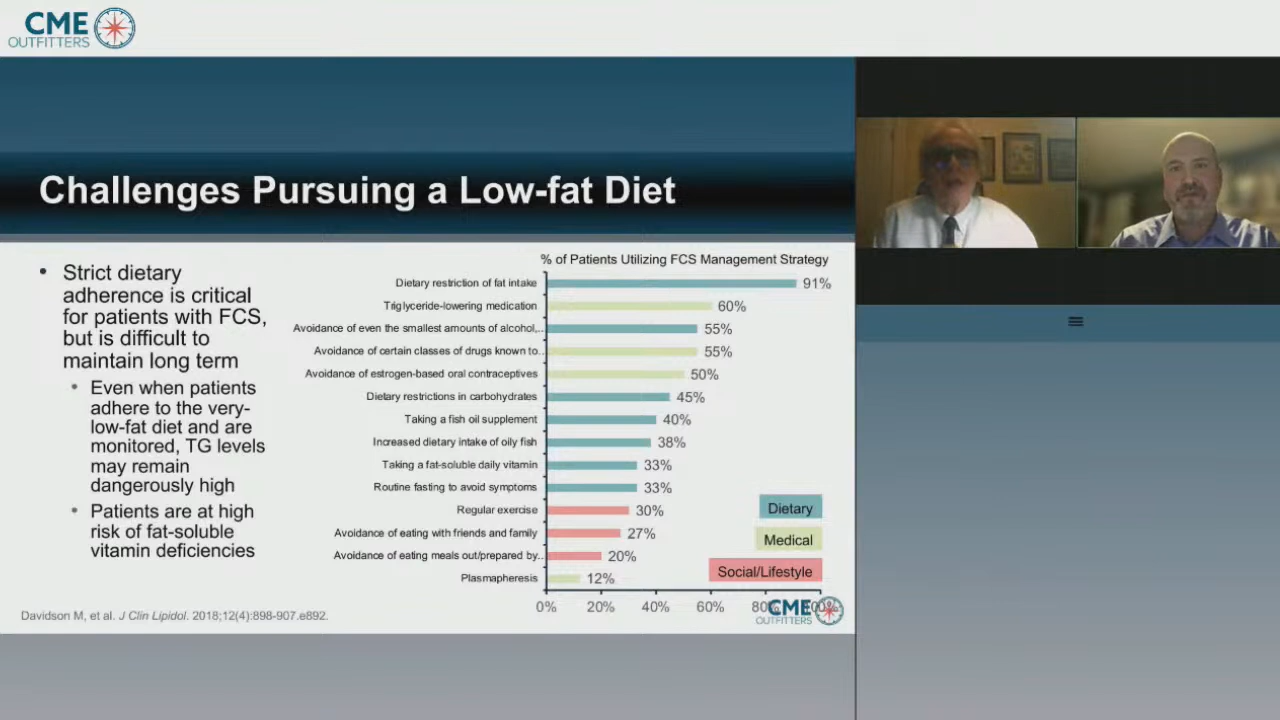 CME
OUTFITTERS
Challenges Pursuing a Low-fat Diet
• Strict dietary
adherence is critical
for patients with FCS,
but is difficult to
maintain long term
• Even when patients
adhere to the very-
low-fat diet and are
monitored, TG levels
may remain
dangerously high
• Patients are at high
risk of fat-soluble
vitamin deficiencies
% of Patients Utilizing FCS Management Strategy
Dietary restriction of fat intake 91%
Triglyceride-lowering medication 60%
Avoidance of even the smallest amounts of alcohol,.. 55%
Avoidance of certain classes of drugs known to.. 55%
Avoidance of estrogen-based oral contraceptives 50%
Dietary restrictions in carbohydrates 45%
Taking a fish oil supplement 40%
Increased dietary intake of oily fish 38%
Taking a fat-soluble daily vitamin 33%
Routine fasting to avoid symptoms 33%
Regular exercise 30%
Avoidance of eating with friends and family 27%
Avoidance of eating meals out/prepared by.. 20%
Plasmapheresis 12%
Dietary
Medical
Social/Lifestyle
0% 20% 40% 60% 80% 100%
Davidson M, et al. J Clin Lipidol. 2018;12(4):898-907.e892.
CME
OUTFITTERS